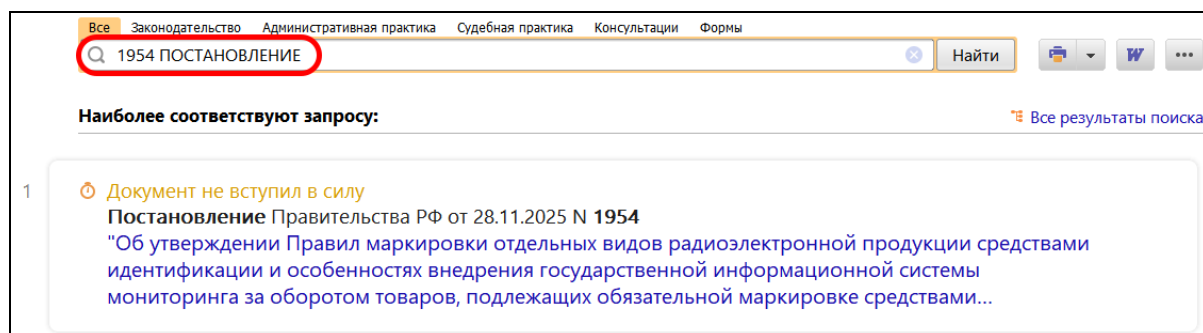 Все Законодательство Административная практика Судебная практика Консультации Формы
1954 ПОСТАНОВЛЕНИЕ Найти W
Наиболее соответствуют запросу: Все результаты поиска
1 Документ не вступил в силу
Постановление Правительства РФ от 28.11.2025 N 1954
"Об утверждении Правил маркировки отдельных видов радиоэлектронной продукции средствами
идентификации и особенностях внедрения государственной информационной системы
мониторинга за оборотом товаров, подлежащих обязательной маркировке средствами...